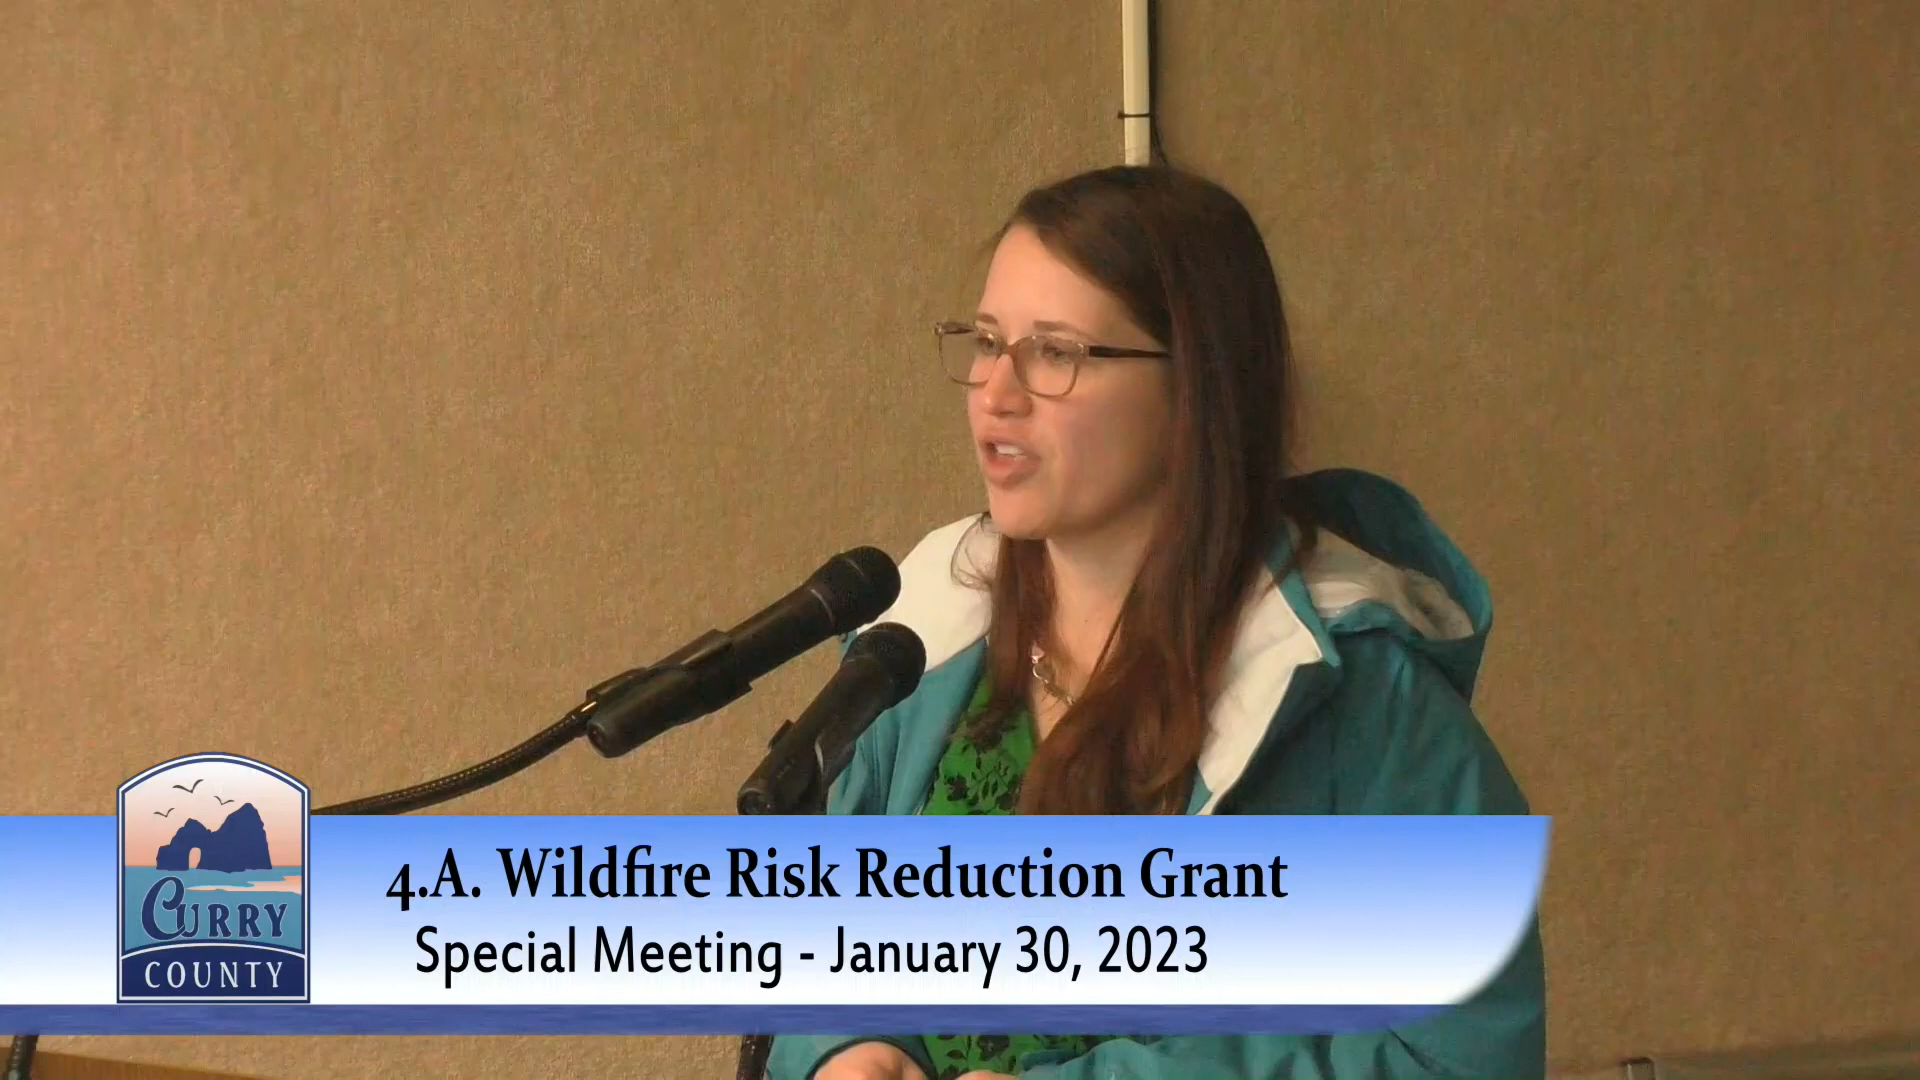 4.A. Wildfire Risk Reduction Grant
Special Meeting - January 30, 2023
CURRY
COUNTY